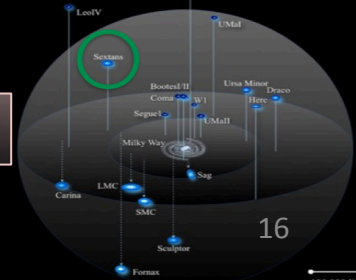 LeoIV
UMaI
Sextans
Ursa Minor
Draco
BootesI/II
Coma
W1
Herc
SegueI
UMaII
Milky Way
Sag
Carina
LMC
SMC
16
Sculptor
Fornax